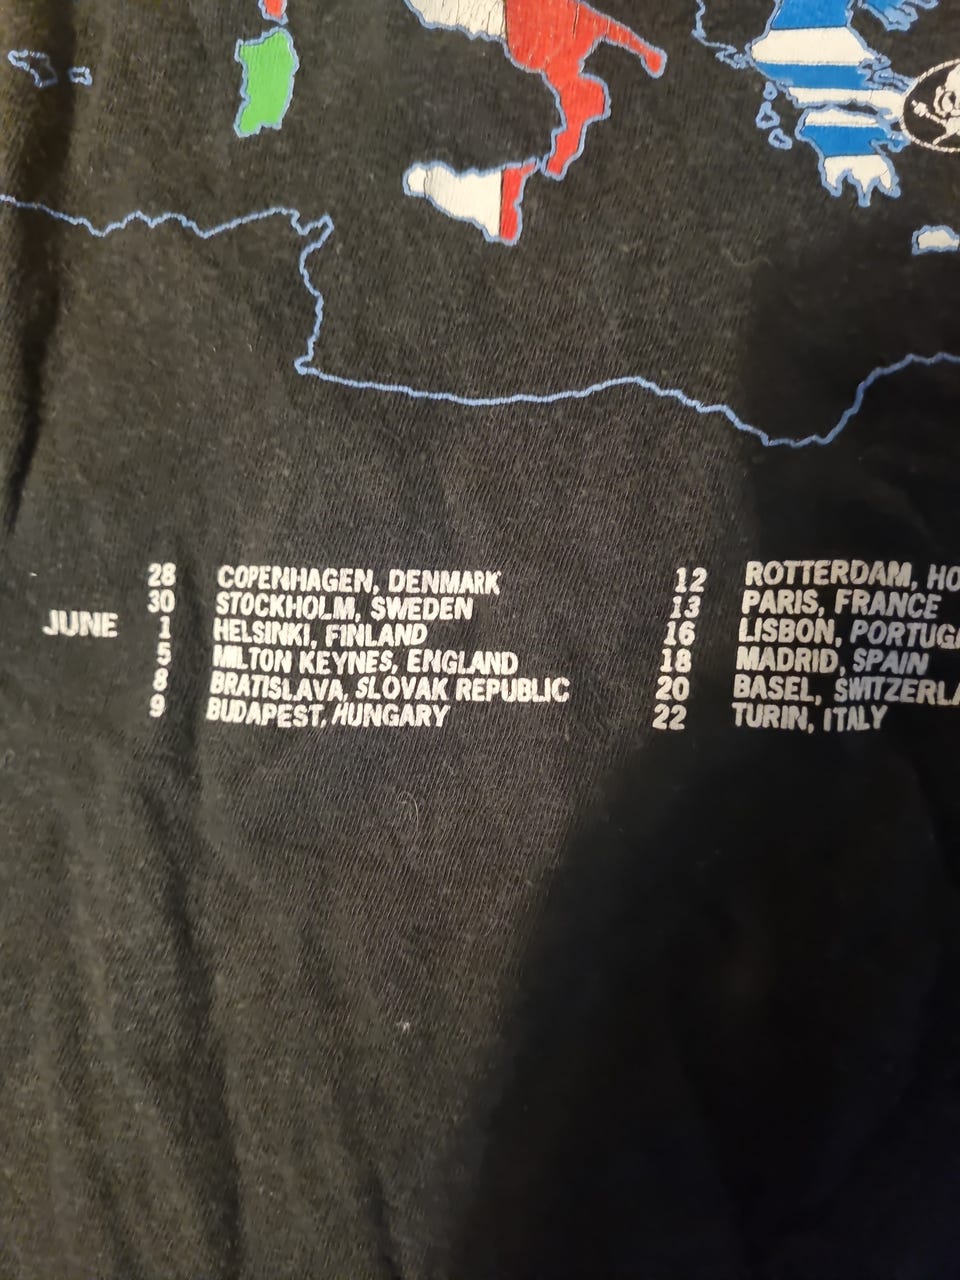 28 COPENHAGEN, DENMARK
30 STOCKHOLM, SWEDEN
JUNE 1 HELSINKI, FINLAND
5 MILTON KEYNES, ENGLAND
8 BRATISLAVA, SLOVAK REPUBLIC
9 BUDAPEST, HUNGARY
12 ROTTERDAM, HO
13 PARIS, FRANCE
16 LISBON, PORTUGA
18 MADRID, SPAIN
20 BASEL, SWITZERLA
22 TURIN, ITALY